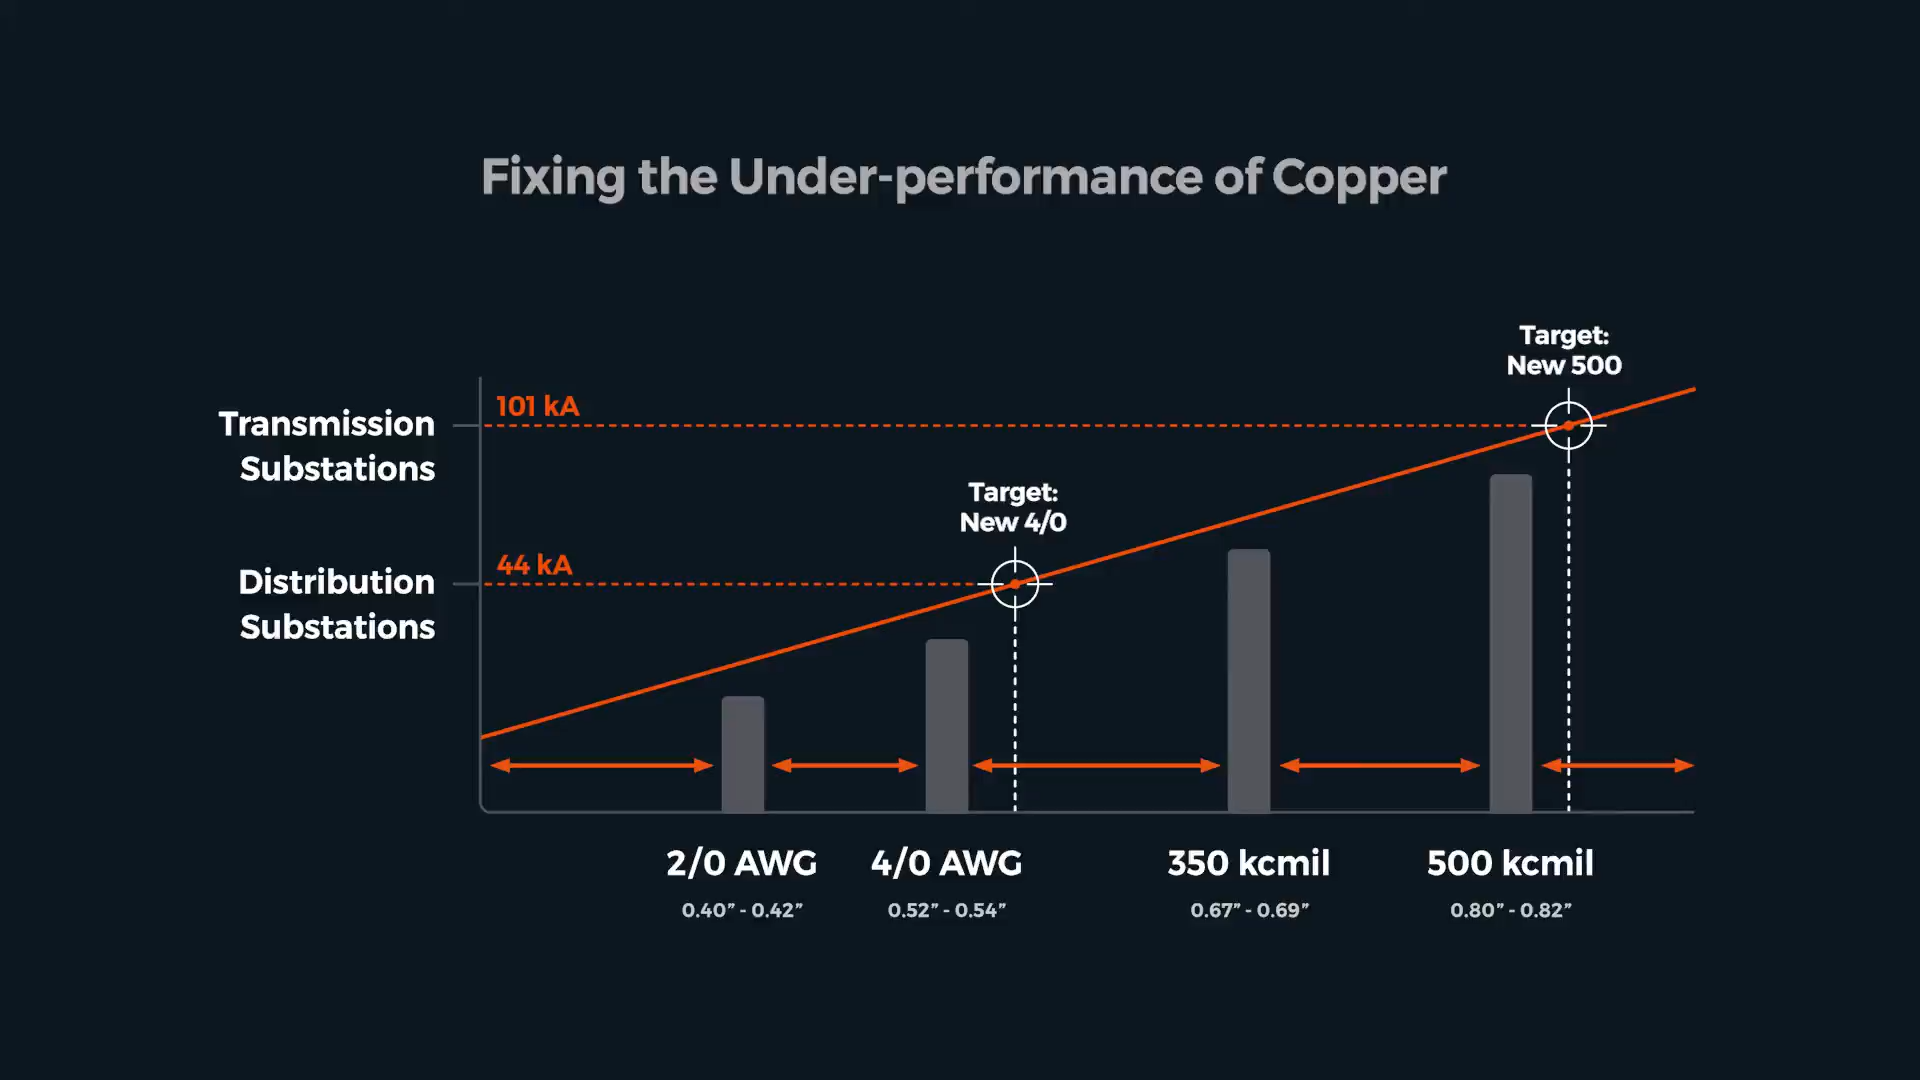 Fixing the Under-performance of Copper
Target:
New 500
101 kA
Transmission
Substations
Target:
New 4/0
44 kA
Distribution
Substations
2/0 AWG
4/0 AWG
350 kcmil
500 kcmil
0.40” - 0.42”
0.52” - 0.54”
0.67” - 0.69”
0.80” - 0.82”